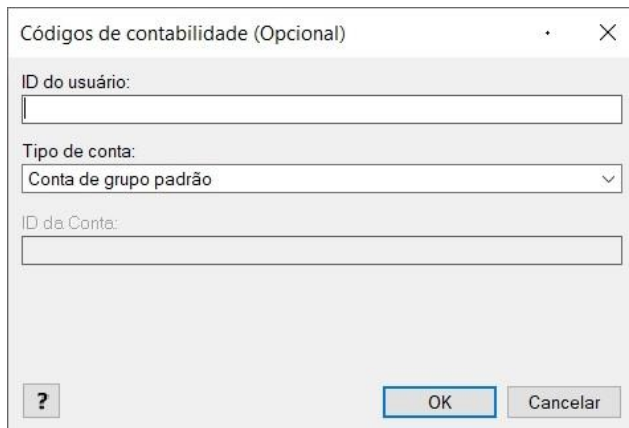 Códigos de contabilidade (Opcional)
ID do usuário:
Tipo de conta:
Conta de grupo padrão
ID da Conta:
?
OK
Cancelar